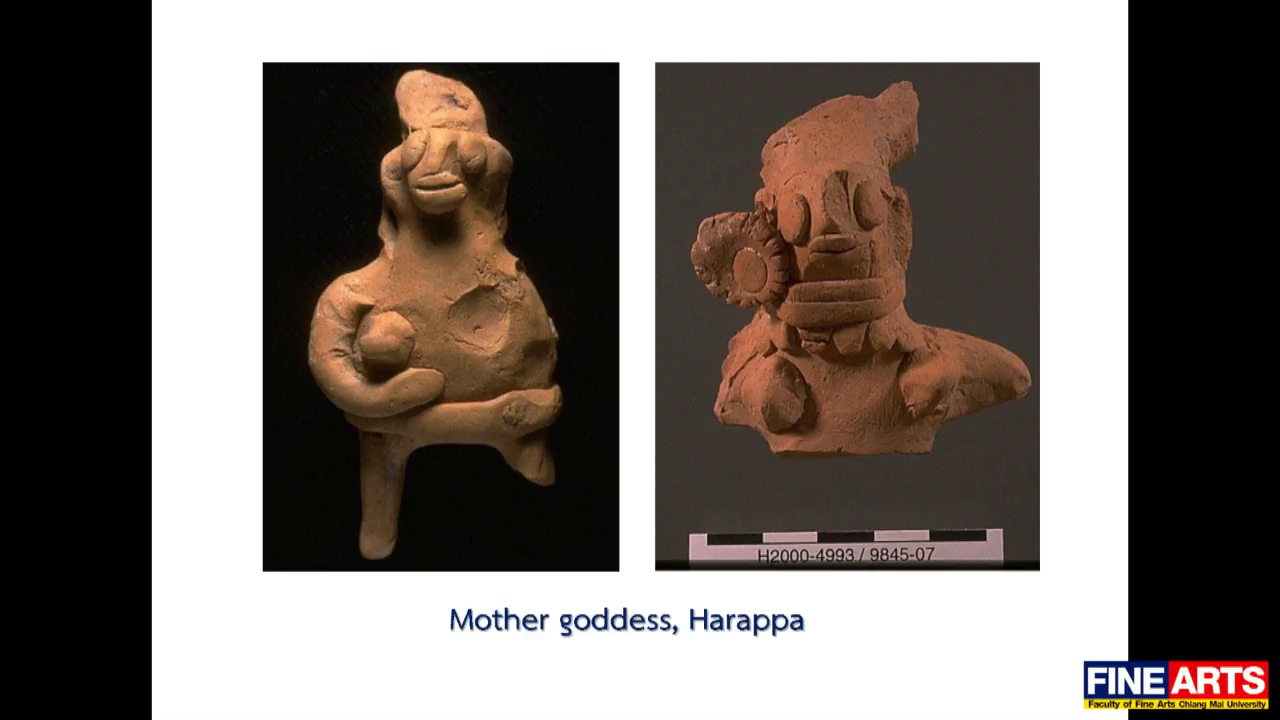 H2000-4993 / 9845-07
Mother goddess, Harappa
FINE ARTS
Faculty of Fine Arts Chiang Mai University